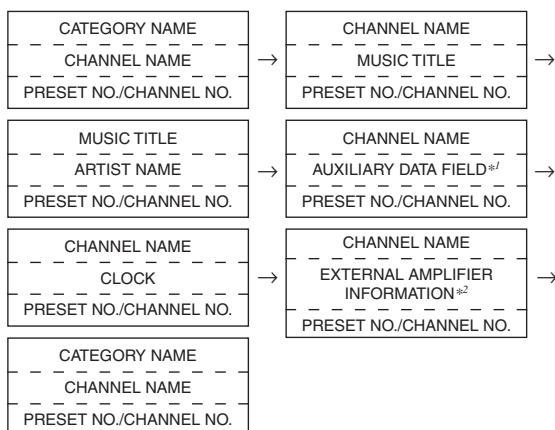 CATEGORY NAME
CHANNEL NAME
PRESET NO./CHANNEL NO.
→
CHANNEL NAME
MUSIC TITLE
PRESET NO./CHANNEL NO.
→
MUSIC TITLE
ARTIST NAME
PRESET NO./CHANNEL NO.
→
CHANNEL NAME
AUXILIARY DATA FIELD*1
PRESET NO./CHANNEL NO.
→
CHANNEL NAME
CLOCK
PRESET NO./CHANNEL NO.
→
CHANNEL NAME
EXTERNAL AMPLIFIER
INFORMATION*2
PRESET NO./CHANNEL NO.
→
CATEGORY NAME
CHANNEL NAME
PRESET NO./CHANNEL NO.